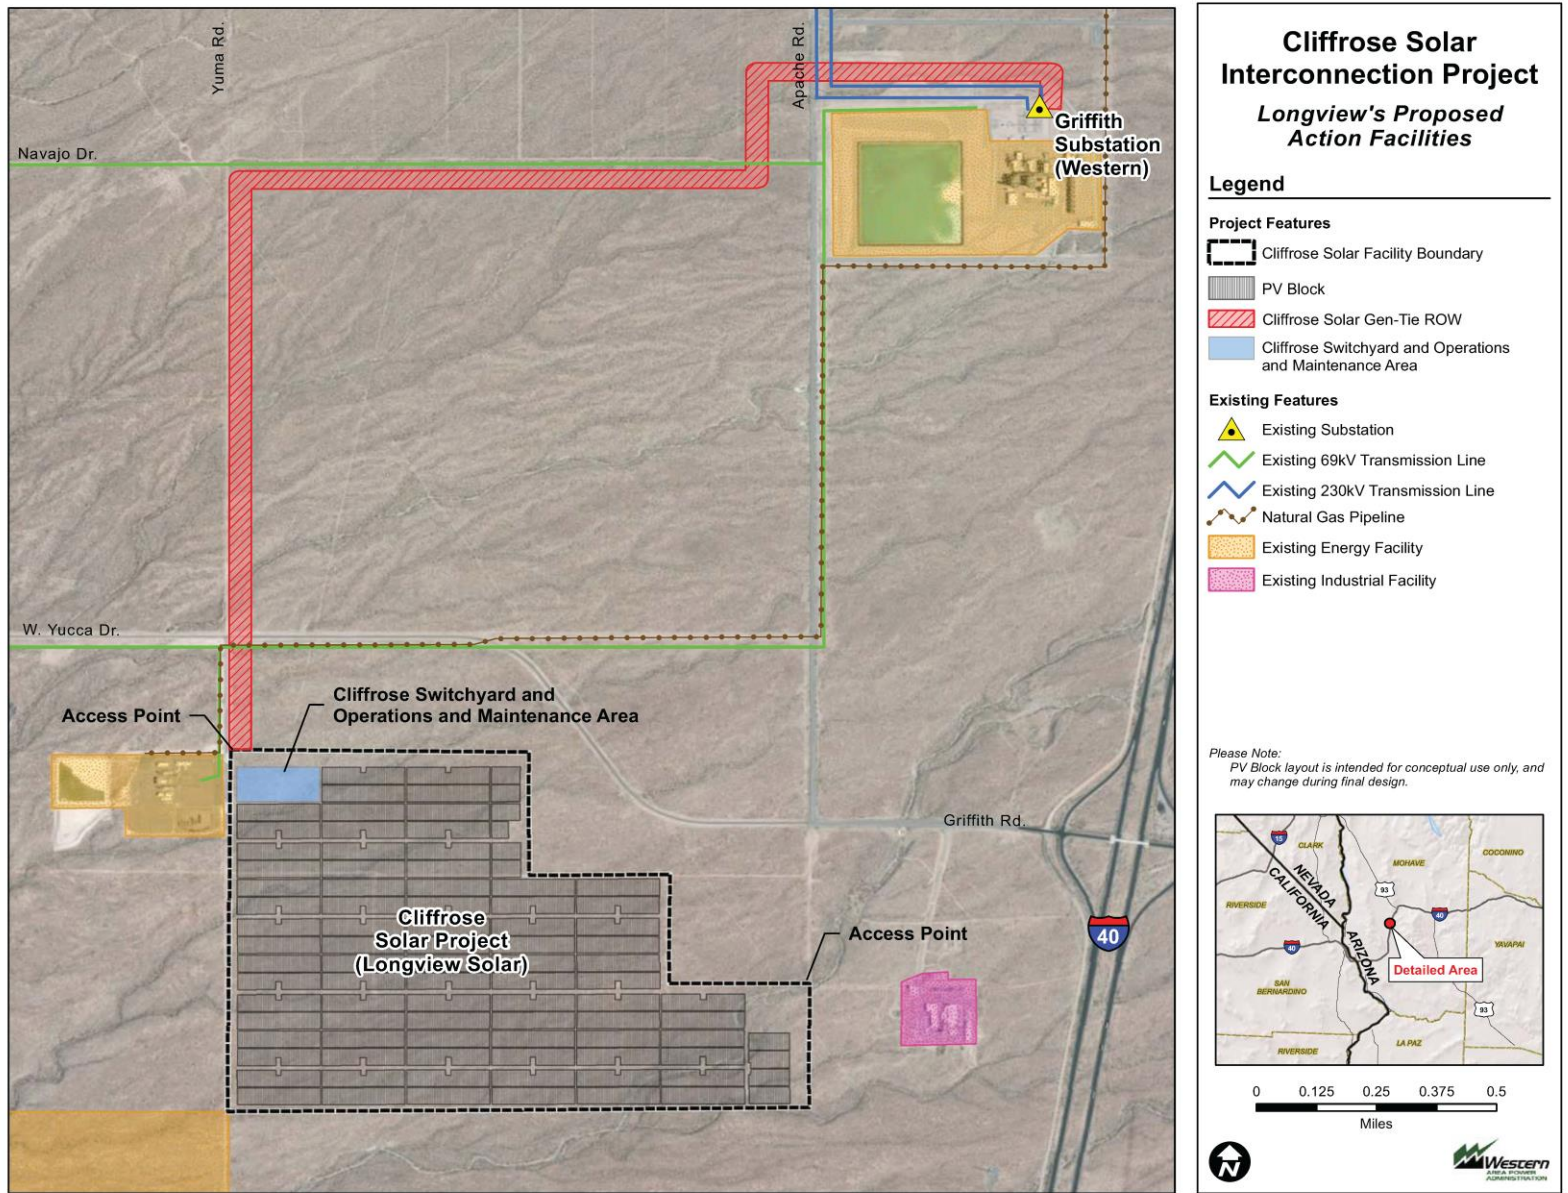 Yuma Rd.
Apache Rd.
Navajo Dr.
Griffith
Substation
(Western)
W. Yucca Dr.
Cliffrose Switchyard and
Operations and Maintenance Area
Access Point
Griffith Rd.
Cliffrose
Solar Project
(Longview Solar)
Access Point
40
Cliffrose Solar
Interconnection Project
Longview's Proposed
Action Facilities
Legend
Project Features
Cliffrose Solar Facility Boundary
PV Block
Cliffrose Solar Gen-Tie ROW
Cliffrose Switchyard and Operations
and Maintenance Area
Existing Features
Existing Substation
Existing 69kV Transmission Line
Existing 230kV Transmission Line
Natural Gas Pipeline
Existing Energy Facility
Existing Industrial Facility
Please Note:
PV Block layout is intended for conceptual use only, and
may change during final design.
15
CLARK
MOHAVE
COCONINO
NEVADA
CALIFORNIA
93
RIVERSIDE
40
40
ARIZONA
YAVAPAI
Detailed Area
SAN
BERNARDINO
93
RIVERSIDE
LA PAZ
0 0.125 0.25 0.375 0.5
Miles
N
Western
AREA POWER
ADMINISTRATION